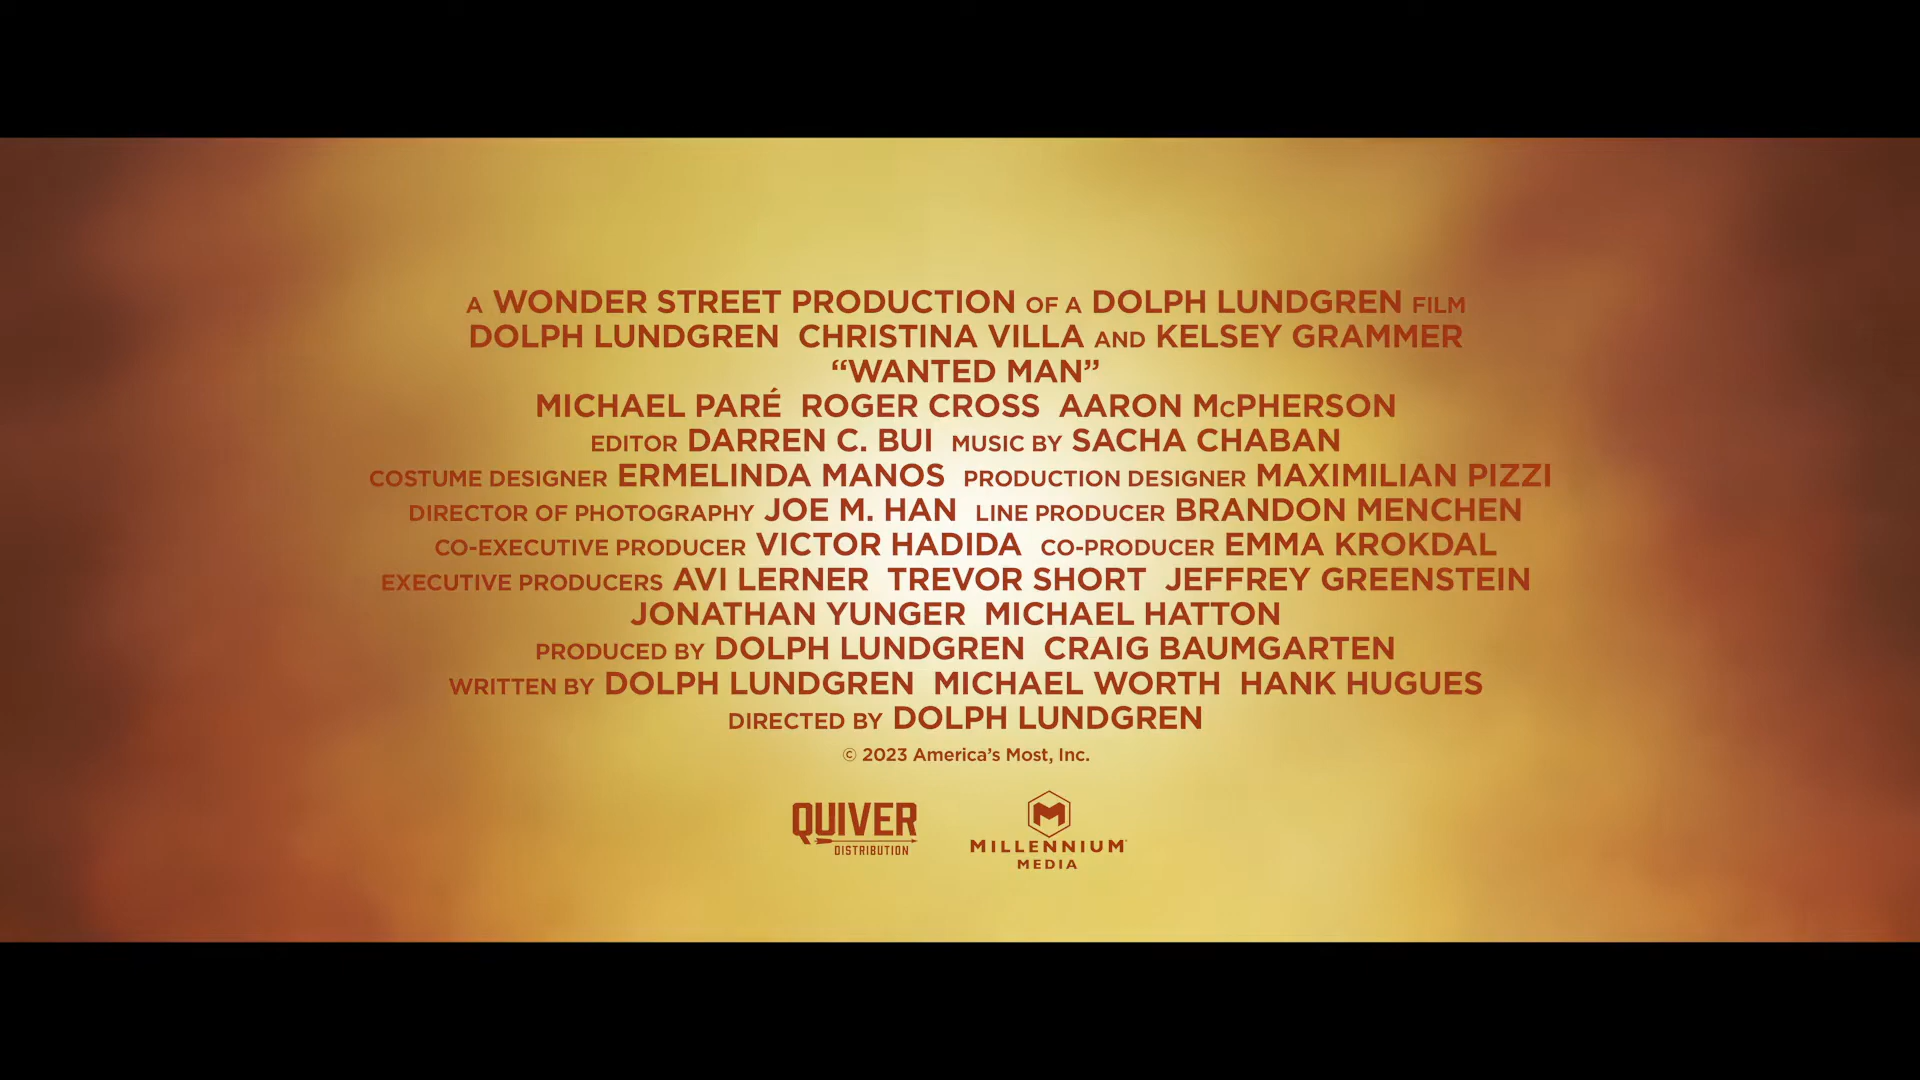 A WONDER STREET PRODUCTION OF A DOLPH LUNDGREN FILM
DOLPH LUNDGREN CHRISTINA VILLA AND KELSEY GRAMMER
“WANTED MAN”
MICHAEL PARÉ ROGER CROSS AARON McPHERSON
EDITOR DARREN C. BUI MUSIC BY SACHA CHABAN
COSTUME DESIGNER ERMELINDA MANOS PRODUCTION DESIGNER MAXIMILIAN PIZZI
DIRECTOR OF PHOTOGRAPHY JOE M. HAN LINE PRODUCER BRANDON MENCHEN
CO-EXECUTIVE PRODUCER VICTOR HADIDA CO-PRODUCER EMMA KROKDAL
EXECUTIVE PRODUCERS AVI LERNER TREVOR SHORT JEFFREY GREENSTEIN
JONATHAN YUNGER MICHAEL HATTON
PRODUCED BY DOLPH LUNDGREN CRAIG BAUMGARTEN
WRITTEN BY DOLPH LUNDGREN MICHAEL WORTH HANK HUGUES
DIRECTED BY DOLPH LUNDGREN
© 2023 America’s Most, Inc.
QUIVER
DISTRIBUTION
M
MILLENNIUM
MEDIA